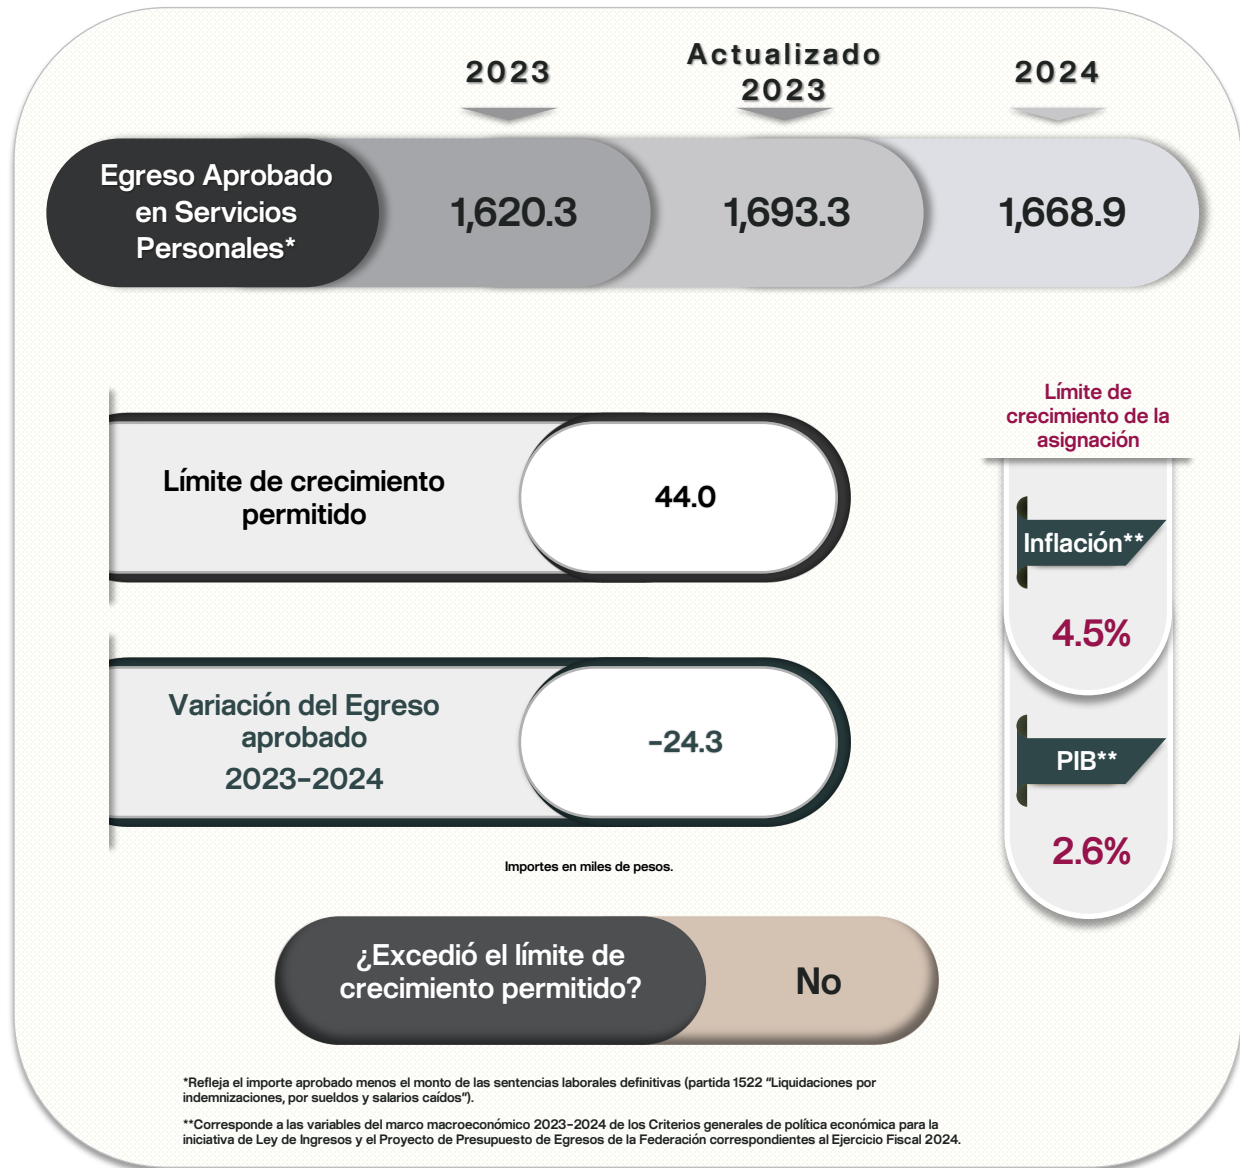 2023
Actualizado
2023
2024
Egreso Aprobado
en Servicios
Personales*
1,620.3
1,693.3
1,668.9
Límite de crecimiento
permitido
44.0
Límite de
crecimiento de la
asignación
Inflación**
4.5%
PIB**
2.6%
Variación del Egreso
aprobado
2023-2024
-24.3
Importes en miles de pesos.
¿Excedió el límite de
crecimiento permitido?
No
*Refleja el importe aprobado menos el monto de las sentencias laborales definitivas (partida 1522 "Liquidaciones por
indemnizaciones, por sueldos y salarios caídos").
**Corresponde a las variables del marco macroeconómico 2023-2024 de los Criterios generales de política económica para la
iniciativa de Ley de Ingresos y el Proyecto de Presupuesto de Egresos de la Federación correspondientes al Ejercicio Fiscal 2024.